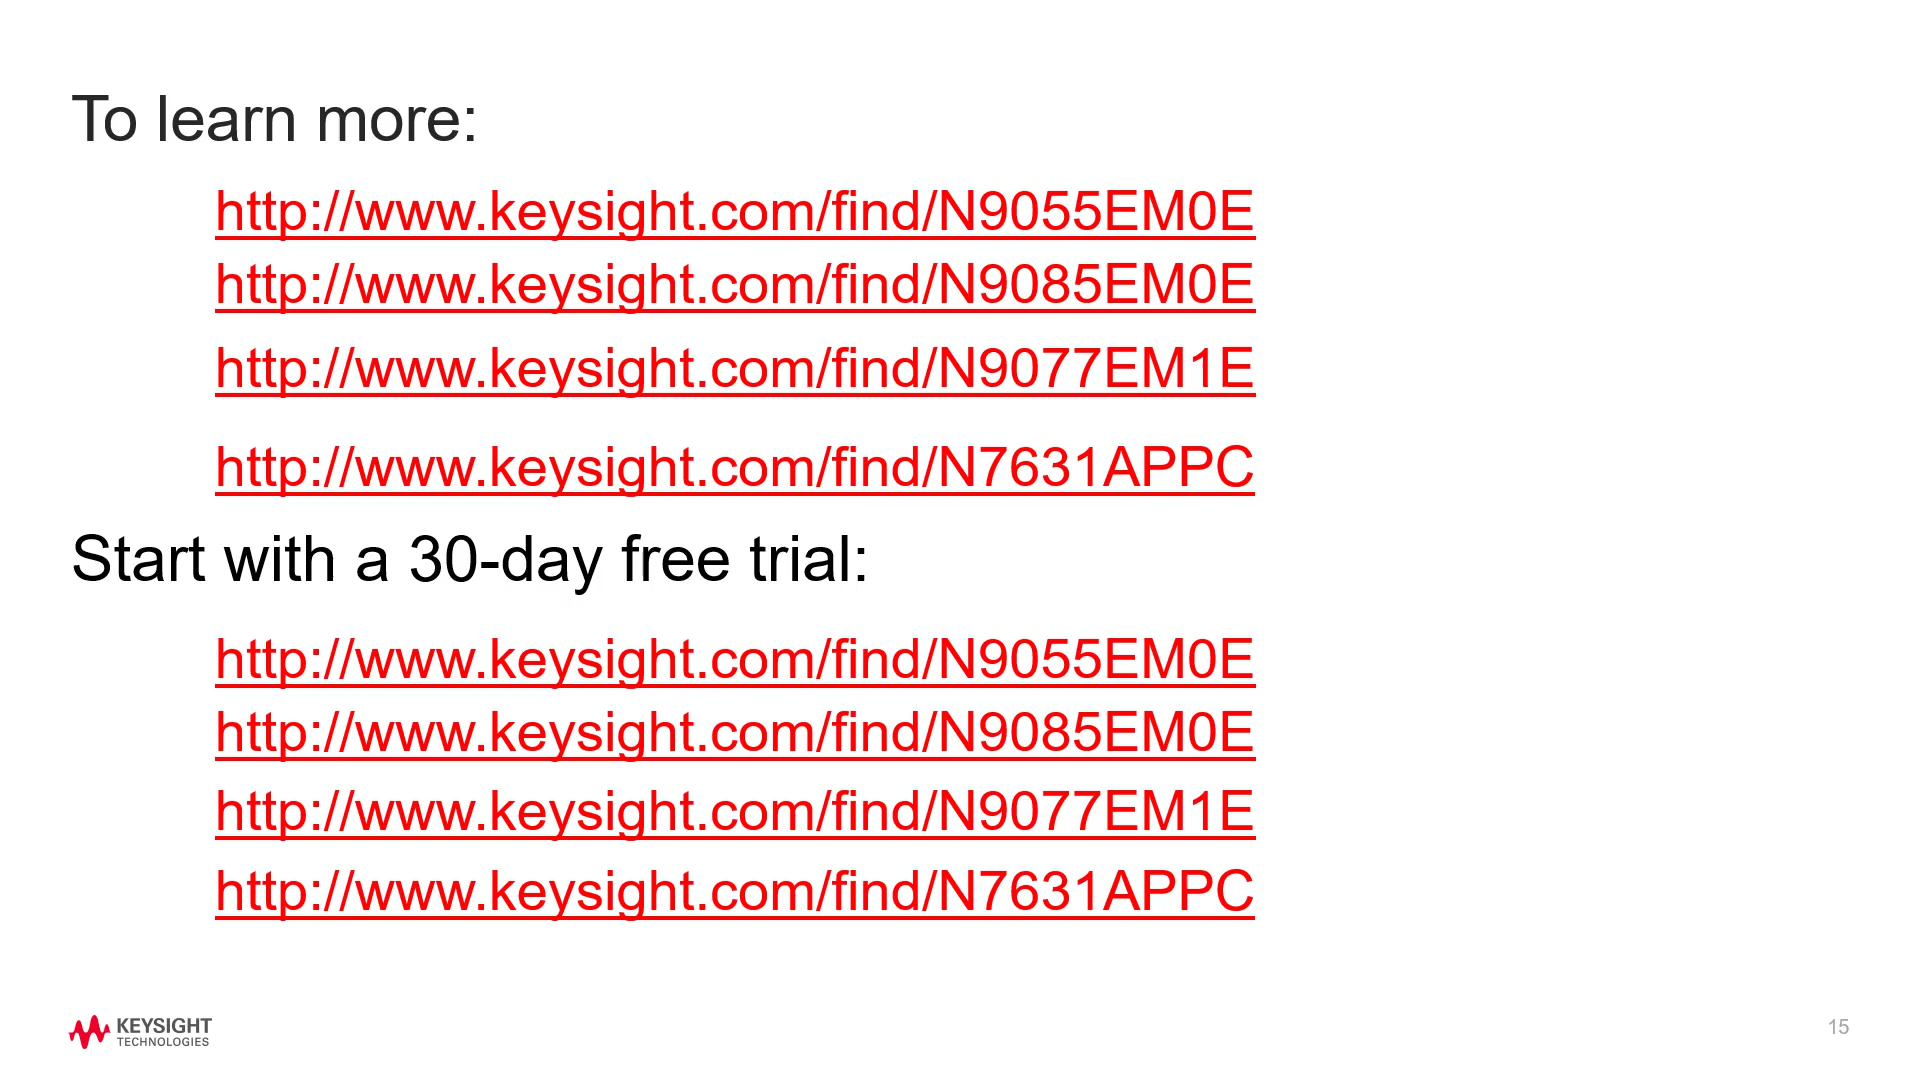 To learn more:
http://www.keysight.com/find/N9055EM0E
http://www.keysight.com/find/N9085EM0E
http://www.keysight.com/find/N9077EM1E
http://www.keysight.com/find/N7631APPC
Start with a 30-day free trial:
http://www.keysight.com/find/N9055EM0E
http://www.keysight.com/find/N9085EM0E
http://www.keysight.com/find/N9077EM1E
http://www.keysight.com/find/N7631APPC
KEYSIGHT
TECHNOLOGIES
15